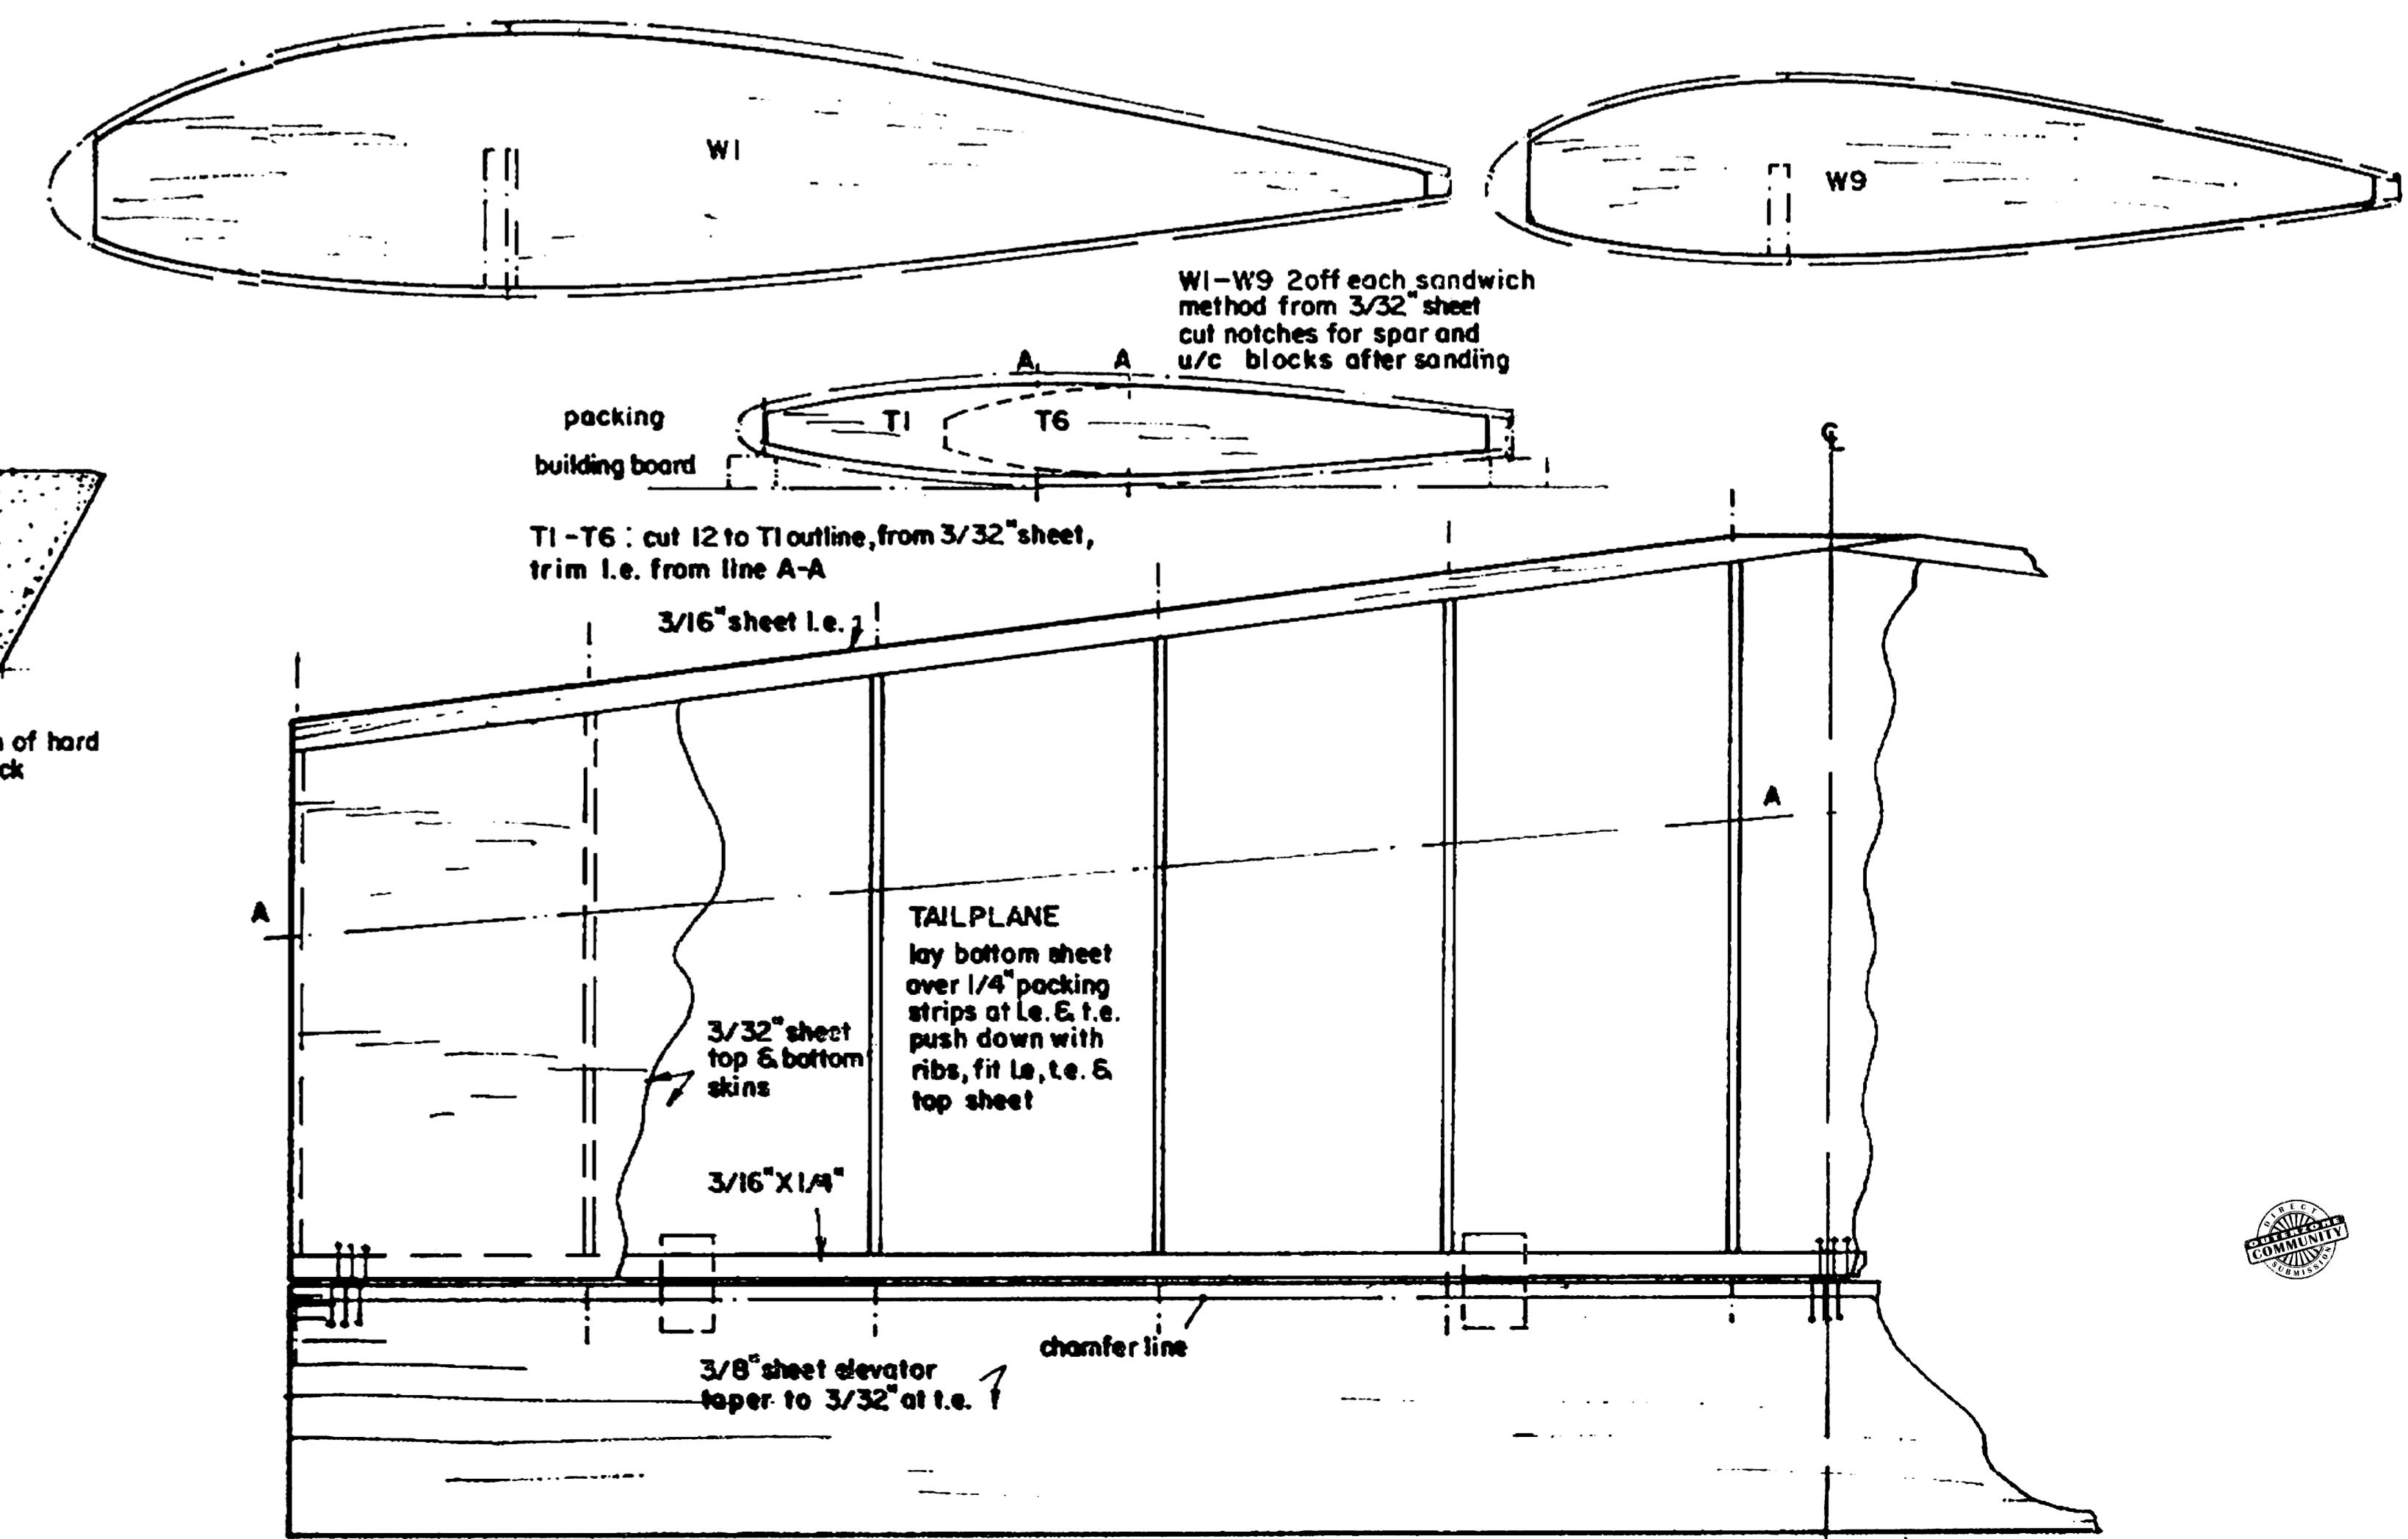 W1
W9
W1-W9 2off each sandwich
method from 3/32" sheet
cut notches for spar and
u/c blocks after sanding
A A
packing
T1 T6
building board
T1-T6 : cut 12 to T1 outline, from 3/32" sheet,
trim l.e. from line A-A
3/16" sheet l.e.
℄
of hard
ck
A
A
TAILPLANE
lay bottom sheet
over 1/4" packing
strips at l.e. & t.e.
push down with
ribs, fit l.e, t.e. &
top sheet
3/32" sheet
top & bottom
skins
3/16" X 1/4"
chamfer line
3/8" sheet elevator
taper to 3/32" at t.e.
DIRECT
OUTERZONE
COMMUNITY
SUBMISSION